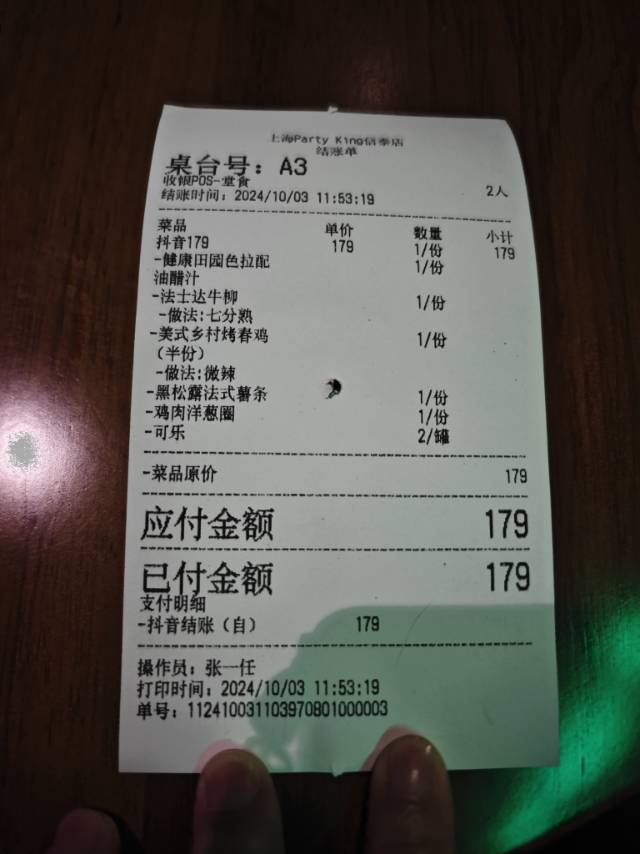 上海Party King信泰店
结账单
桌台号：A3
收银POS-堂食
结账时间：2024/10/03 11:53:19 2人
菜品 单价 数量 小计
抖音179 179 1/份 179
-健康田园色拉配 1/份
油醋汁
-法士达牛柳 1/份
-做法:七分熟
-美式乡村烤春鸡 1/份
（半份）
-做法:微辣
-黑松露法式薯条 1/份
-鸡肉洋葱圈 1/份
-可乐 2/罐
-菜品原价 179
应付金额 179
已付金额 179
支付明细
-抖音结账（自） 179
操作员：张一任
打印时间：2024/10/03 11:53:19
单号：112410031103970801000003